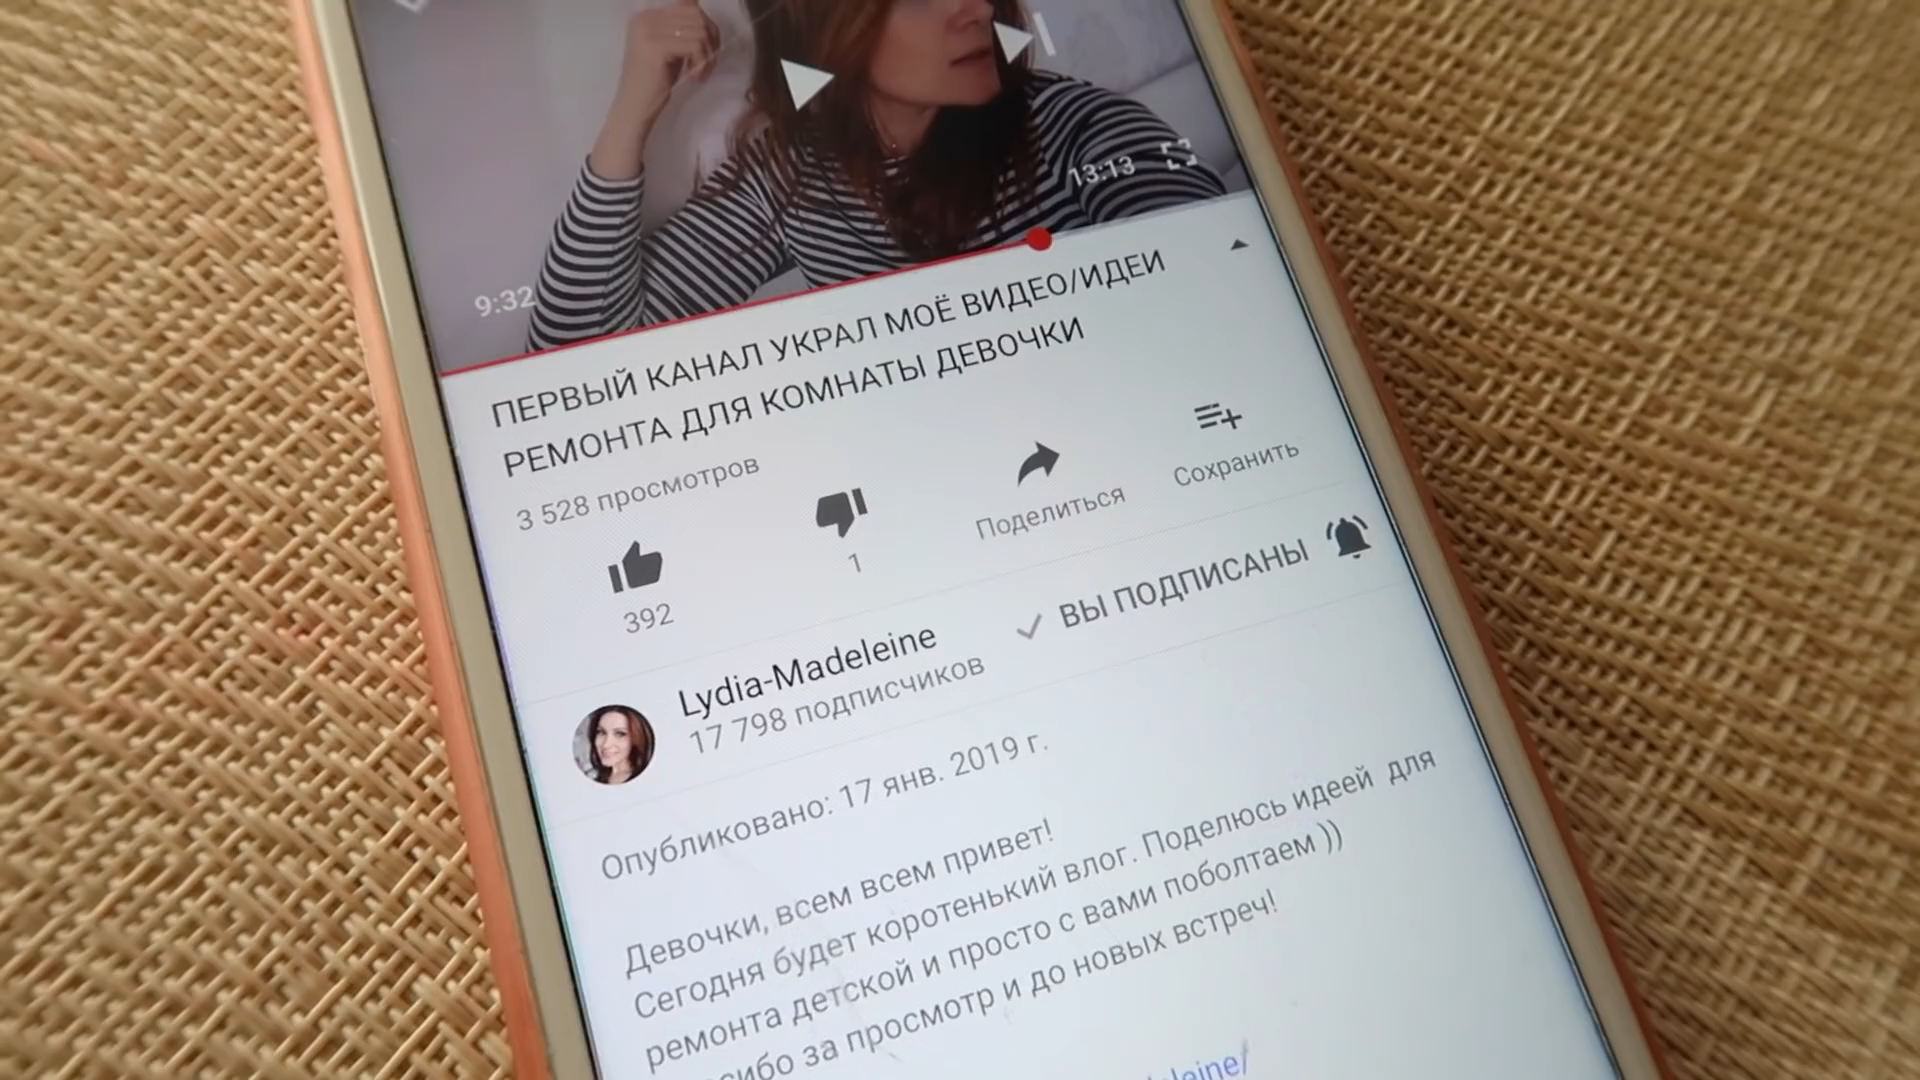 13:13
9:32
ПЕРВЫЙ КАНАЛ УКРАЛ МОЁ ВИДЕО/ИДЕИ
РЕМОНТА ДЛЯ КОМНАТЫ ДЕВОЧКИ
3 528 просмотров
392
1
Поделиться
Сохранить
Lydia-Madeleine
17 798 подписчиков
ВЫ ПОДПИСАНЫ
Опубликовано: 17 янв. 2019 г.
Девочки, всем всем привет!
Сегодня будет коротенький влог. Поделюсь идеей для
ремонта детской и просто с вами поболтаем ))
за просмотр и до новых встреч!